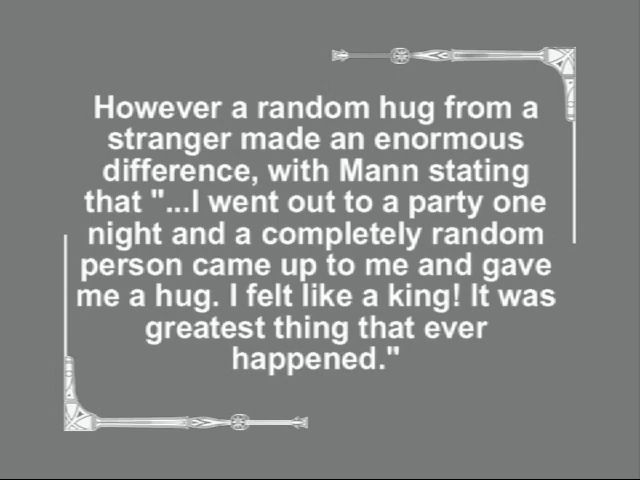 However a random hug from a
stranger made an enormous
difference, with Mann stating
that "...I went out to a party one
night and a completely random
person came up to me and gave
me a hug. I felt like a king! It was
greatest thing that ever
happened."